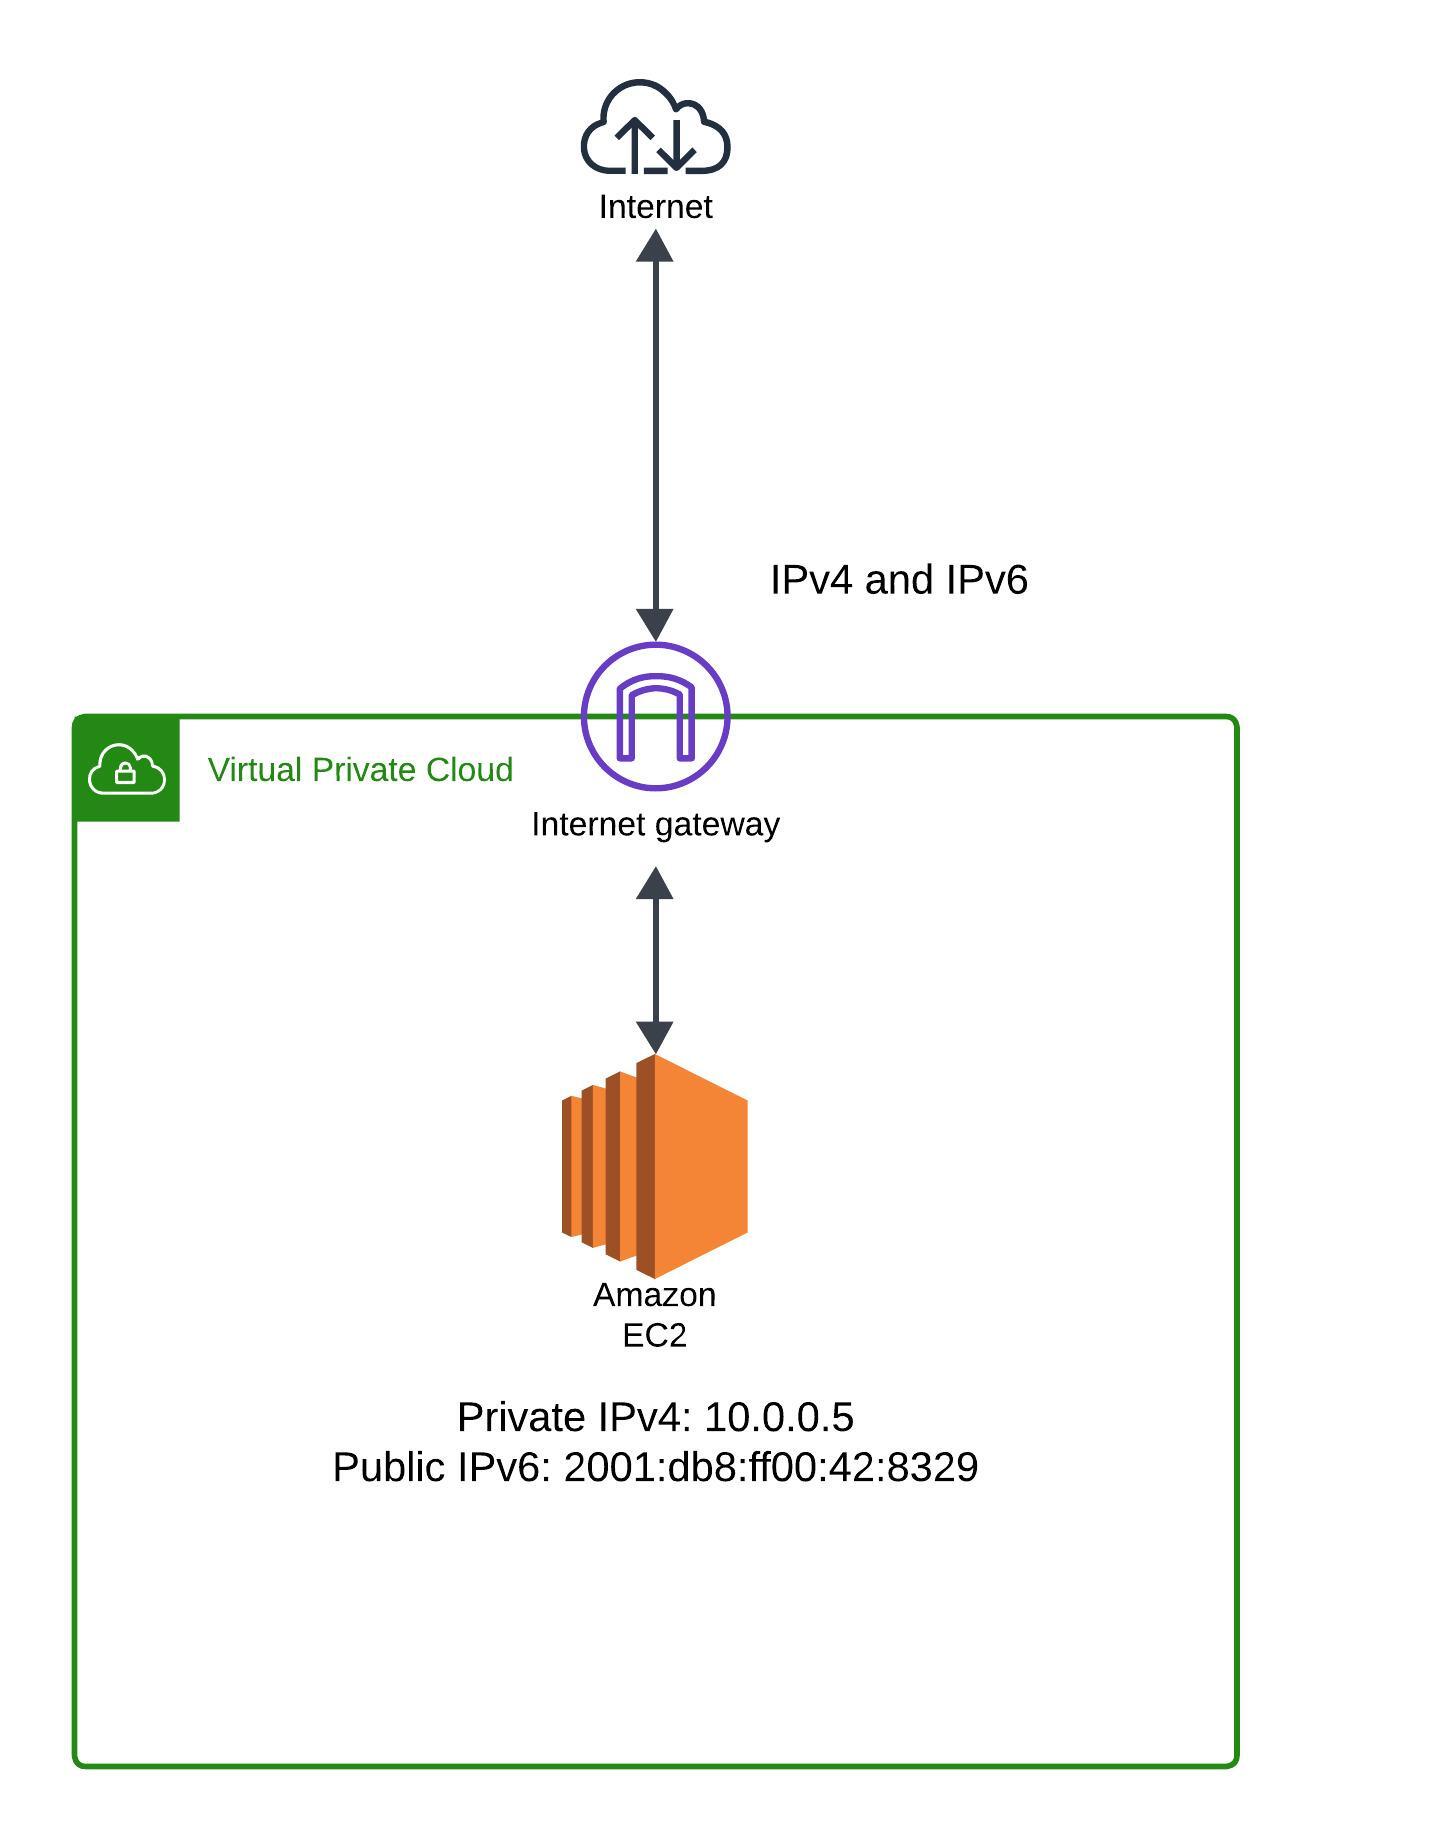 Internet
IPv4 and IPv6
Virtual Private Cloud
Internet gateway
Amazon
EC2
Private IPv4: 10.0.0.5
Public IPv6: 2001:db8:ff00:42:8329